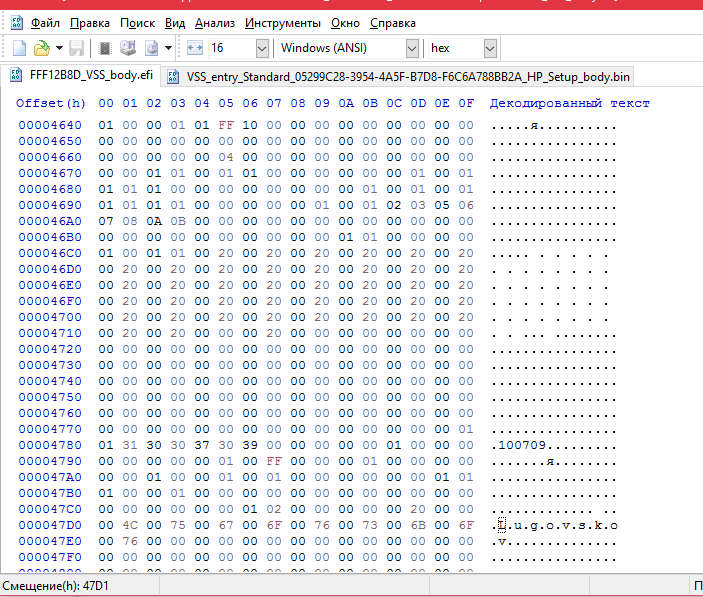 Файл Правка Поиск Вид Анализ Инструменты Окно Справка
16 Windows (ANSI) hex
FFF12B8D_VSS_body.efi VSS_entry_Standard_05299C28-3954-4A5F-B7D8-F6C6A788BB2A_HP_Setup_body.bin
Offset(h) 00 01 02 03 04 05 06 07 08 09 0A 0B 0C 0D 0E 0F Декодированный текст
00004640 01 00 00 01 01 FF 10 00 00 00 00 00 00 00 00 00 .....я..........
00004650 00 00 00 00 00 00 00 00 00 00 00 00 00 00 00 00 ................
00004660 00 00 00 00 00 04 00 00 00 00 00 00 00 00 00 00 ................
00004670 00 00 01 01 00 01 01 00 00 00 00 00 00 01 00 01 ................
00004680 01 01 01 00 00 00 00 00 00 00 00 01 00 01 00 01 ................
00004690 01 01 01 01 00 00 00 00 00 01 00 01 02 03 05 06 ................
000046A0 07 08 0A 0B 00 00 00 00 00 00 00 00 00 00 00 00 ................
000046B0 00 00 00 00 00 00 00 00 00 00 01 01 00 00 00 00 ................
000046C0 01 00 01 01 00 20 00 20 00 20 00 20 00 20 00 20 ..... . . . . .
000046D0 00 20 00 20 00 20 00 20 00 20 00 20 00 20 00 20 . . . . . . . .
000046E0 00 20 00 20 00 20 00 20 00 20 00 20 00 20 00 20 . . . . . . . .
000046F0 00 20 00 20 00 20 00 20 00 20 00 20 00 20 00 20 . . . . . . . .
00004700 00 20 00 20 00 20 00 20 00 20 00 20 00 20 00 20 . . . . . . . .
00004710 00 20 00 20 00 00 00 20 00 00 00 00 00 00 00 00 . . ... ........
00004720 00 00 00 00 00 00 00 00 00 00 00 00 00 00 00 00 ................
00004730 00 00 00 00 00 00 00 00 00 00 00 00 00 00 00 00 ................
00004740 00 00 00 00 00 00 00 00 00 00 00 00 00 00 00 00 ................
00004750 00 00 00 00 00 00 00 00 00 00 00 00 00 00 00 00 ................
00004760 00 00 00 00 00 00 00 00 00 00 00 00 00 00 00 00 ................
00004770 00 00 00 00 00 00 00 00 00 00 00 00 00 00 00 01 ................
00004780 01 31 30 30 37 30 39 00 00 00 00 00 01 00 00 00 .100709.........
00004790 00 00 00 00 00 01 00 FF 00 00 00 01 00 00 00 00 .......я........
000047A0 00 00 01 00 00 01 00 01 00 00 00 00 00 00 01 01 ................
000047B0 01 00 00 01 00 00 00 00 00 00 00 00 00 00 00 00 ................
000047C0 00 00 00 00 00 00 01 02 00 00 00 00 00 20 00 00 ............. ..
000047D0 00 4C 00 75 00 67 00 6F 00 76 00 73 00 6B 00 6F .L.u.g.o.v.s.k.o
000047E0 00 76 00 00 00 00 00 00 00 00 00 00 00 00 00 00 .v..............
000047F0 00 00 00 00 00 00 00 00 00 00 00 00 00 00 00 00 ................
Смещение(h): 47D1 П